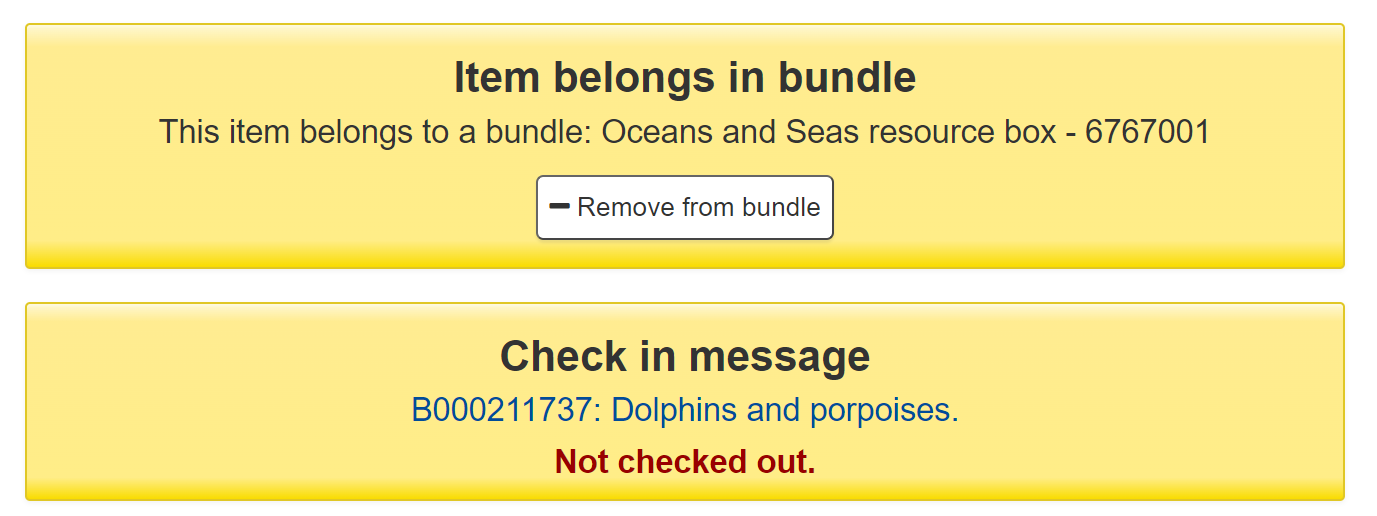 Item belongs in bundle
This item belongs to a bundle: Oceans and Seas resource box - 6767001
Remove from bundle
Check in message
B000211737: Dolphins and porpoises.
Not checked out.